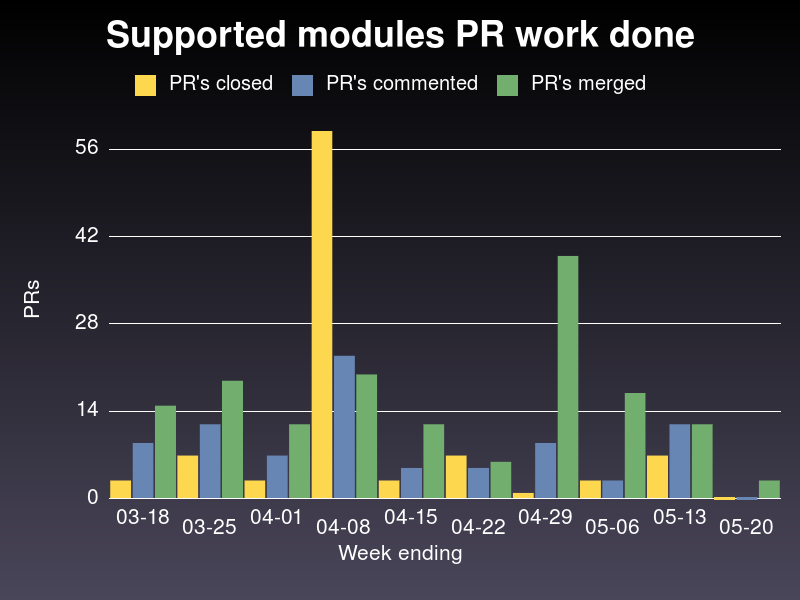 Supported modules PR work done
PR's closed PR's commented PR's merged
56
42
28
14
0
PRs
03-18 03-25 04-01 04-08 04-15 04-22 04-29 05-06 05-13 05-20
Week ending